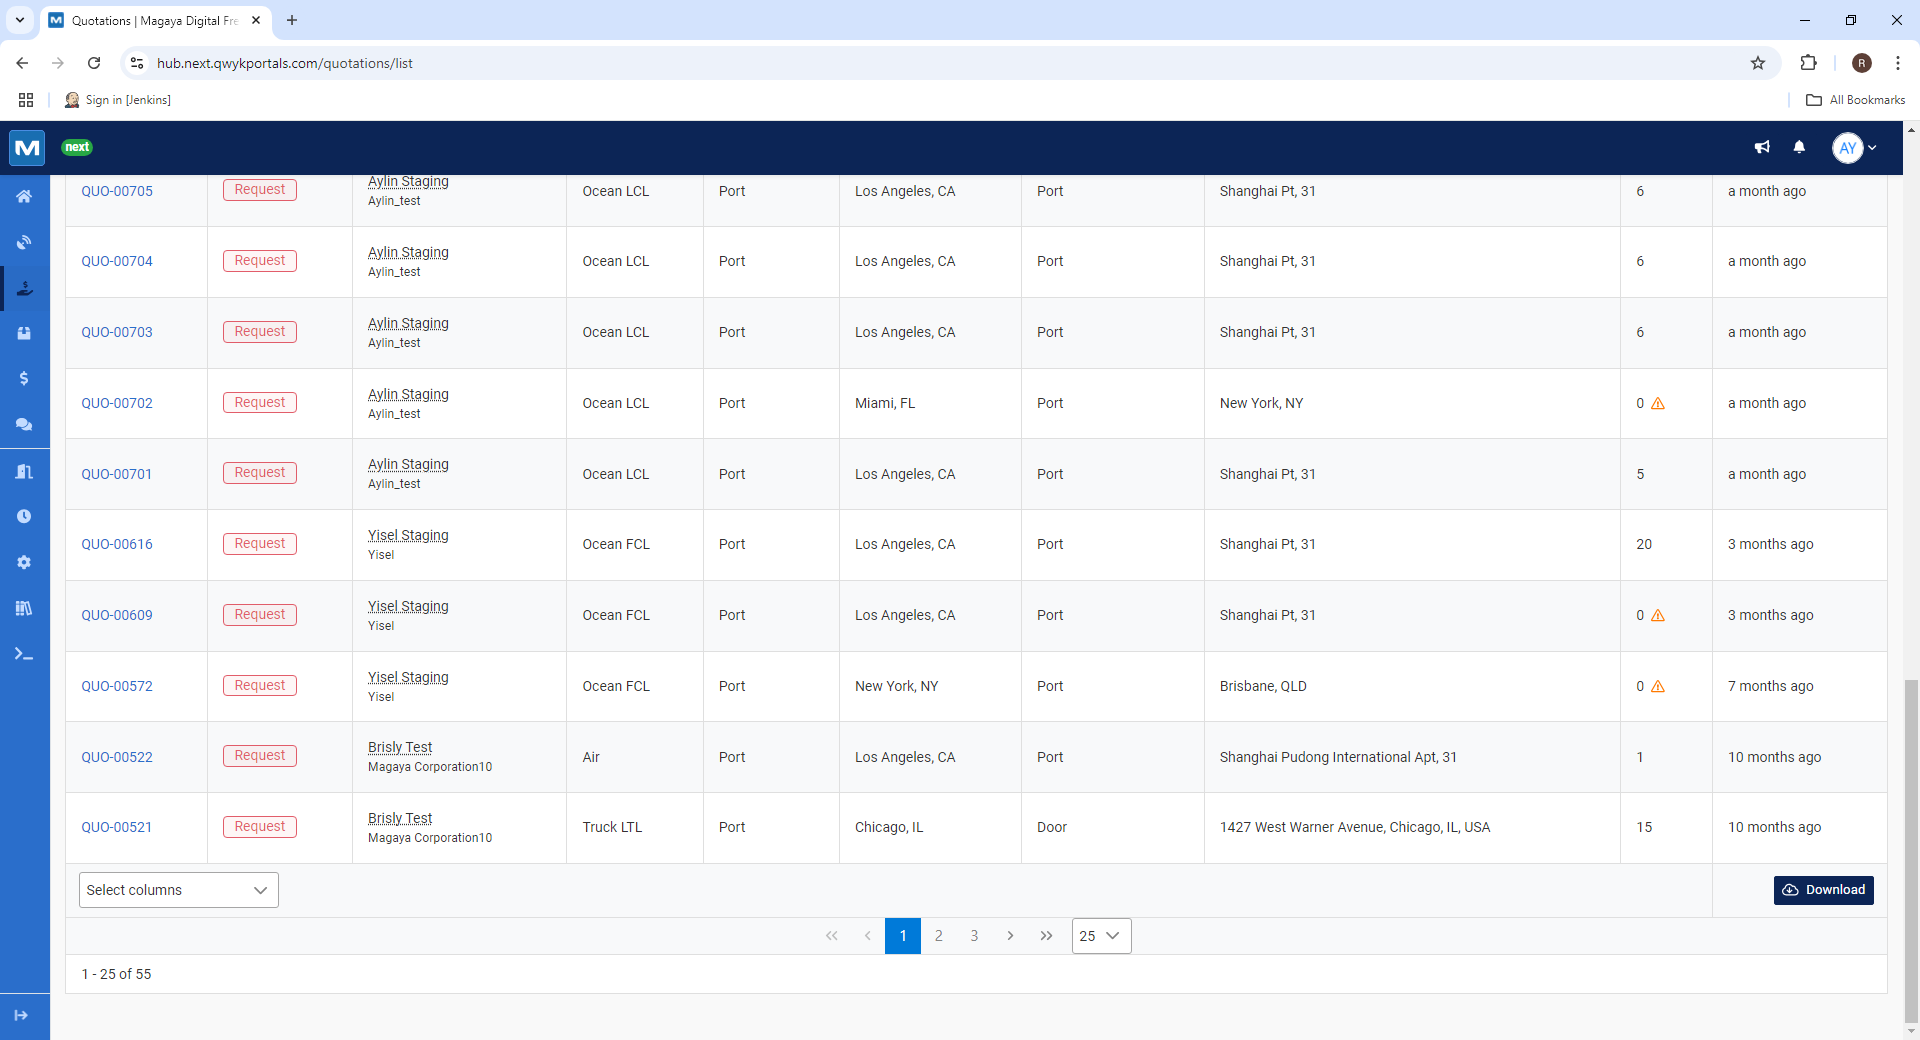 Quotations | Magaya Digital Fre
hub.next.qwykportals.com/quotations/list
R
Sign in [Jenkins]
All Bookmarks
M next AY
QUO-00705 Request Aylin Staging Aylin_test Ocean LCL Port Los Angeles, CA Port Shanghai Pt, 31 6 a month ago
QUO-00704 Request Aylin Staging Aylin_test Ocean LCL Port Los Angeles, CA Port Shanghai Pt, 31 6 a month ago
QUO-00703 Request Aylin Staging Aylin_test Ocean LCL Port Los Angeles, CA Port Shanghai Pt, 31 6 a month ago
QUO-00702 Request Aylin Staging Aylin_test Ocean LCL Port Miami, FL Port New York, NY 0 a month ago
QUO-00701 Request Aylin Staging Aylin_test Ocean LCL Port Los Angeles, CA Port Shanghai Pt, 31 5 a month ago
QUO-00616 Request Yisel Staging Yisel Ocean FCL Port Los Angeles, CA Port Shanghai Pt, 31 20 3 months ago
QUO-00609 Request Yisel Staging Yisel Ocean FCL Port Los Angeles, CA Port Shanghai Pt, 31 0 3 months ago
QUO-00572 Request Yisel Staging Yisel Ocean FCL Port New York, NY Port Brisbane, QLD 0 7 months ago
QUO-00522 Request Brisly Test Magaya Corporation10 Air Port Los Angeles, CA Port Shanghai Pudong International Apt, 31 1 10 months ago
QUO-00521 Request Brisly Test Magaya Corporation10 Truck LTL Port Chicago, IL Door 1427 West Warner Avenue, Chicago, IL, USA 15 10 months ago
Select columns Download
1 2 3 25
1 - 25 of 55